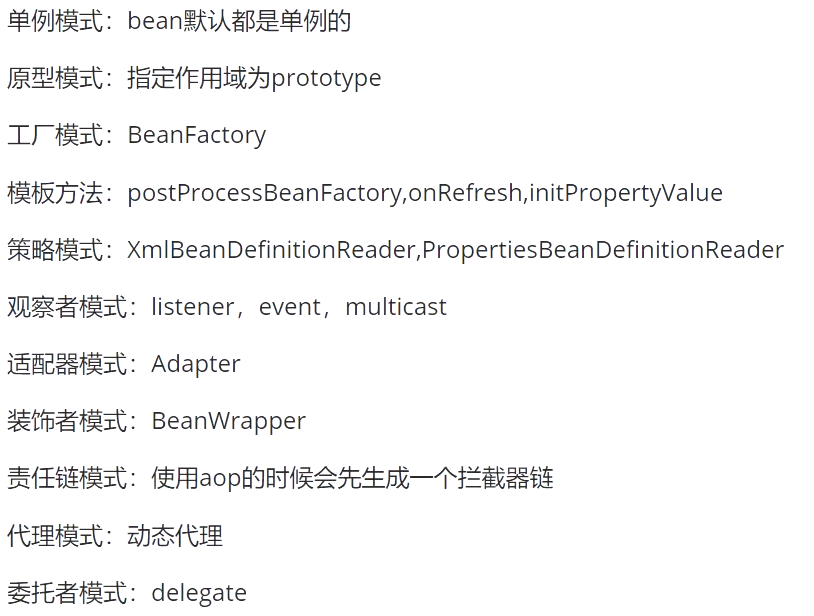 单例模式：bean默认都是单例的
原型模式：指定作用域为prototype
工厂模式：BeanFactory
模板方法：postProcessBeanFactory,onRefresh,initPropertyValue
策略模式：XmlBeanDefinitionReader,PropertiesBeanDefinitionReader
观察者模式：listener，event，multicast
适配器模式：Adapter
装饰者模式：BeanWrapper
责任链模式：使用aop的时候会先生成一个拦截器链
代理模式：动态代理
委托者模式：delegate